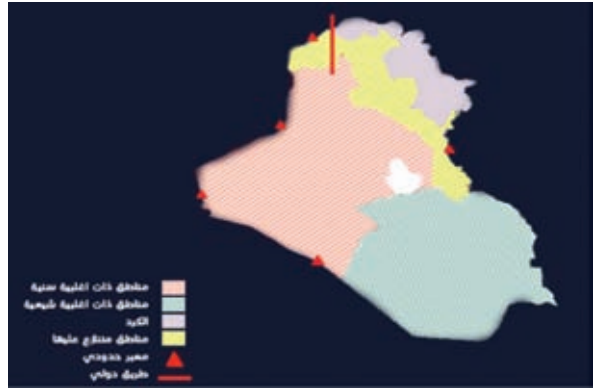 مناطق ذات اغلبية سنية
مناطق ذات اغلبية شيعية
الكرد
مناطق متنازع عليها
معبر حدودي
طريق دولي